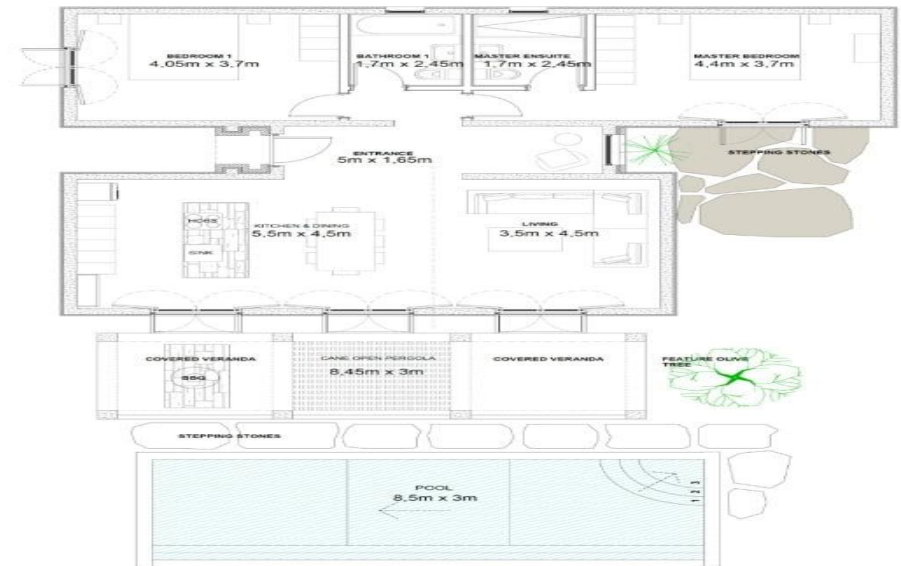 BEDROOM 1
4,05m x 3,7m
BATHROOM 1
1,7m x 2,45m
MASTER ENSUITE
1,7m x 2,45m
MASTER BEDROOM
4,4m x 3,7m
STEPPING STONES
ENTRANCE
5m x 1,65m
HOBS
SINK
KITCHEN & DINING
5,5m x 4,5m
LIVING
3,5m x 4,5m
COVERED VERANDA
BBQ
CANE OPEN PERGOLA
8,45m x 3m
COVERED VERANDA
FEATURE OLIVE
TREE
STEPPING STONES
POOL
8,5m x 3m
1 2 3